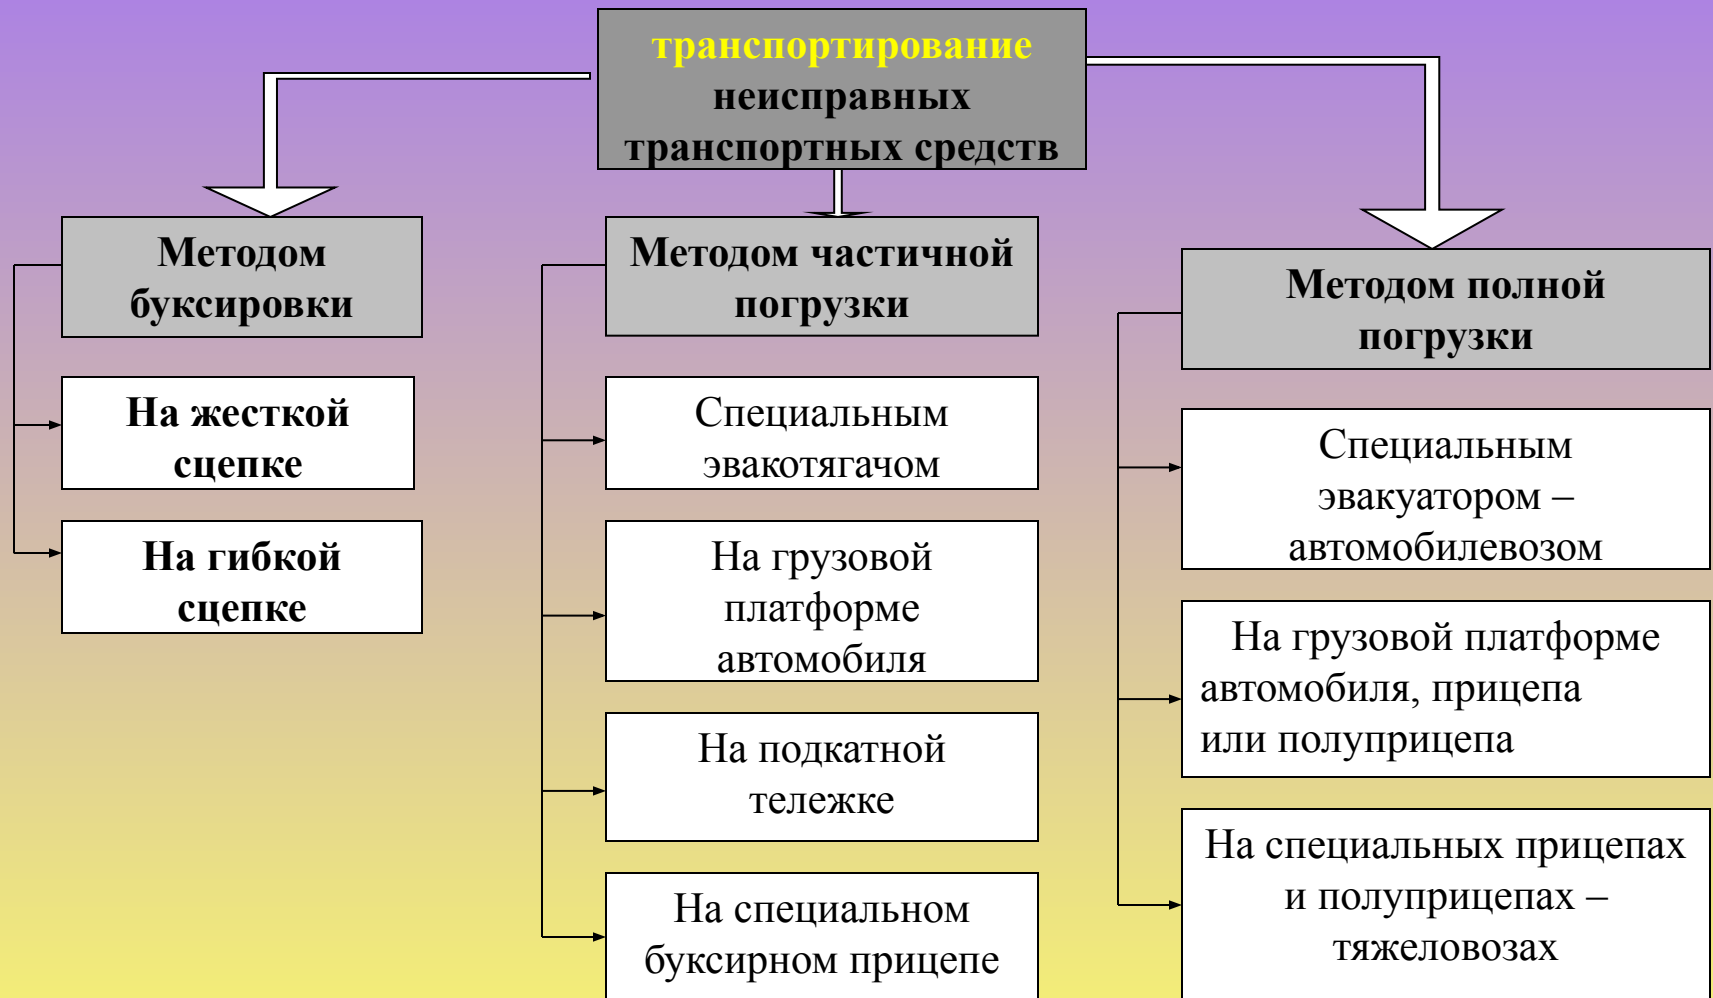 транспортирование
неисправных
транспортных средств
Методом
буксировки
На жесткой
сцепке
На гибкой
сцепке
Методом частичной
погрузки
Специальным
эвакотягачом
На грузовой
платформе
автомобиля
На подкатной
тележке
На специальном
буксирном прицепе
Методом полной
погрузки
Специальным
эвакуатором –
автомобилевозом
На грузовой платформе
автомобиля, прицепа
или полуприцепа
На специальных прицепах
и полуприцепах –
тяжеловозах